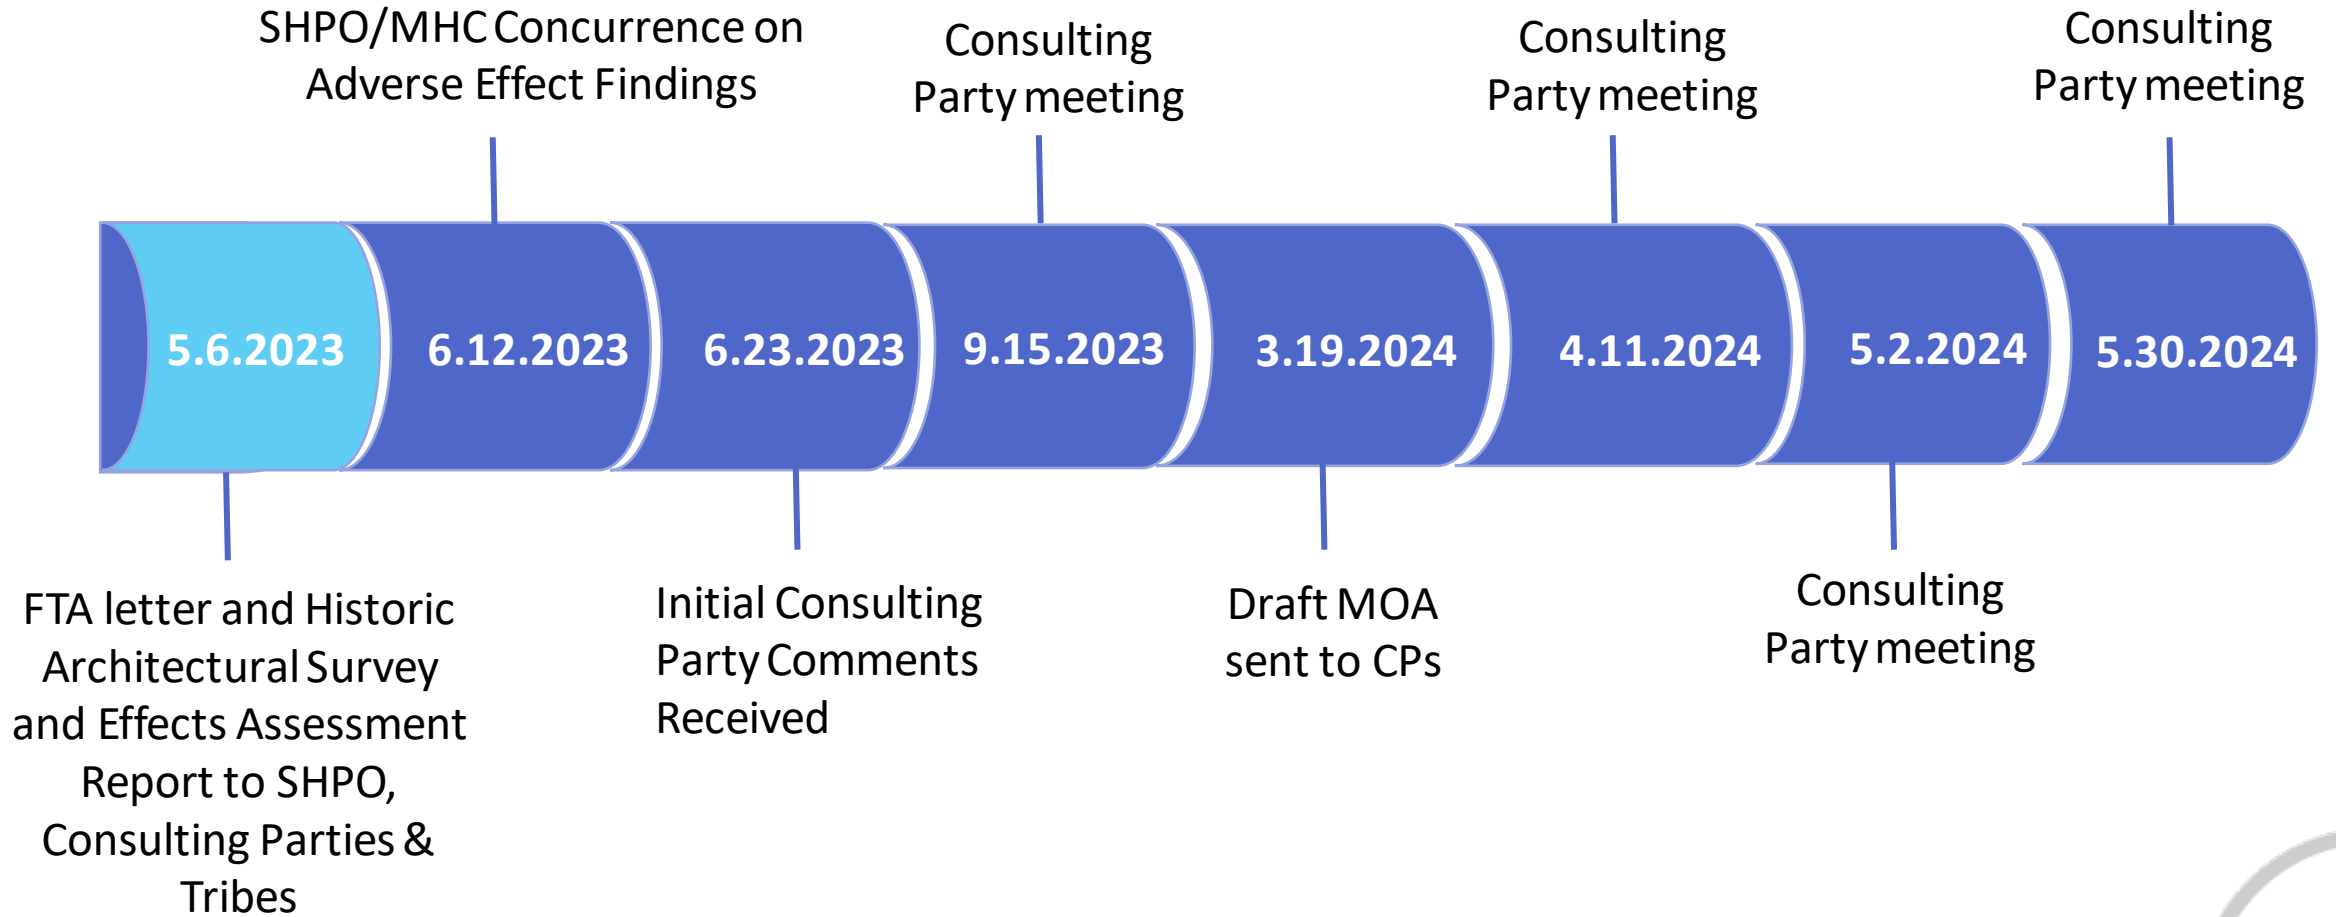 SHPO/MHC Concurrence on
Adverse Effect Findings
Consulting
Party meeting
Consulting
Party meeting
Consulting
Party meeting
5.6.2023
6.12.2023
6.23.2023
9.15.2023
3.19.2024
4.11.2024
5.2.2024
5.30.2024
FTA letter and Historic
Architectural Survey
and Effects Assessment
Report to SHPO,
Consulting Parties &
Tribes
Initial Consulting
Party Comments
Received
Draft MOA
sent to CPs
Consulting
Party meeting